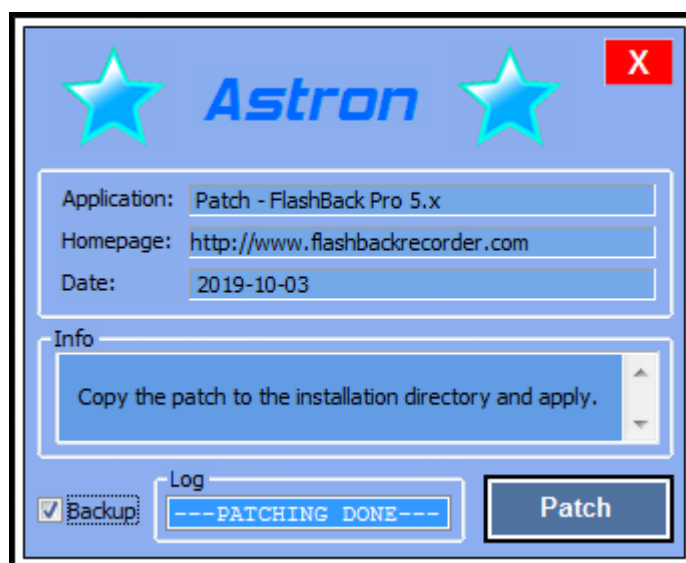 Astron
X
Application: Patch - FlashBack Pro 5.x
Homepage: http://www.flashbackrecorder.com
Date: 2019-10-03
Info
Copy the patch to the installation directory and apply.
Log
Backup ---PATCHING DONE--- Patch